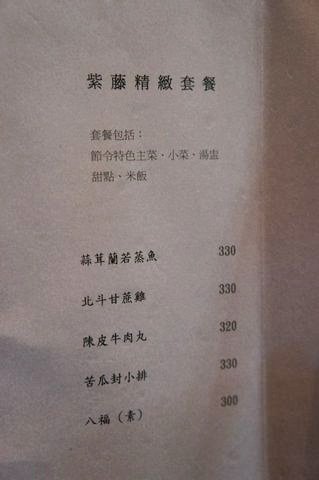 紫藤精緻套餐
套餐包括：
節令特色主菜、小菜、湯盅
甜點、米飯
蒜茸蘭若蒸魚 330
北斗甘蔗雞 330
陳皮牛肉丸 320
苦瓜封小排 330
八福（素） 300